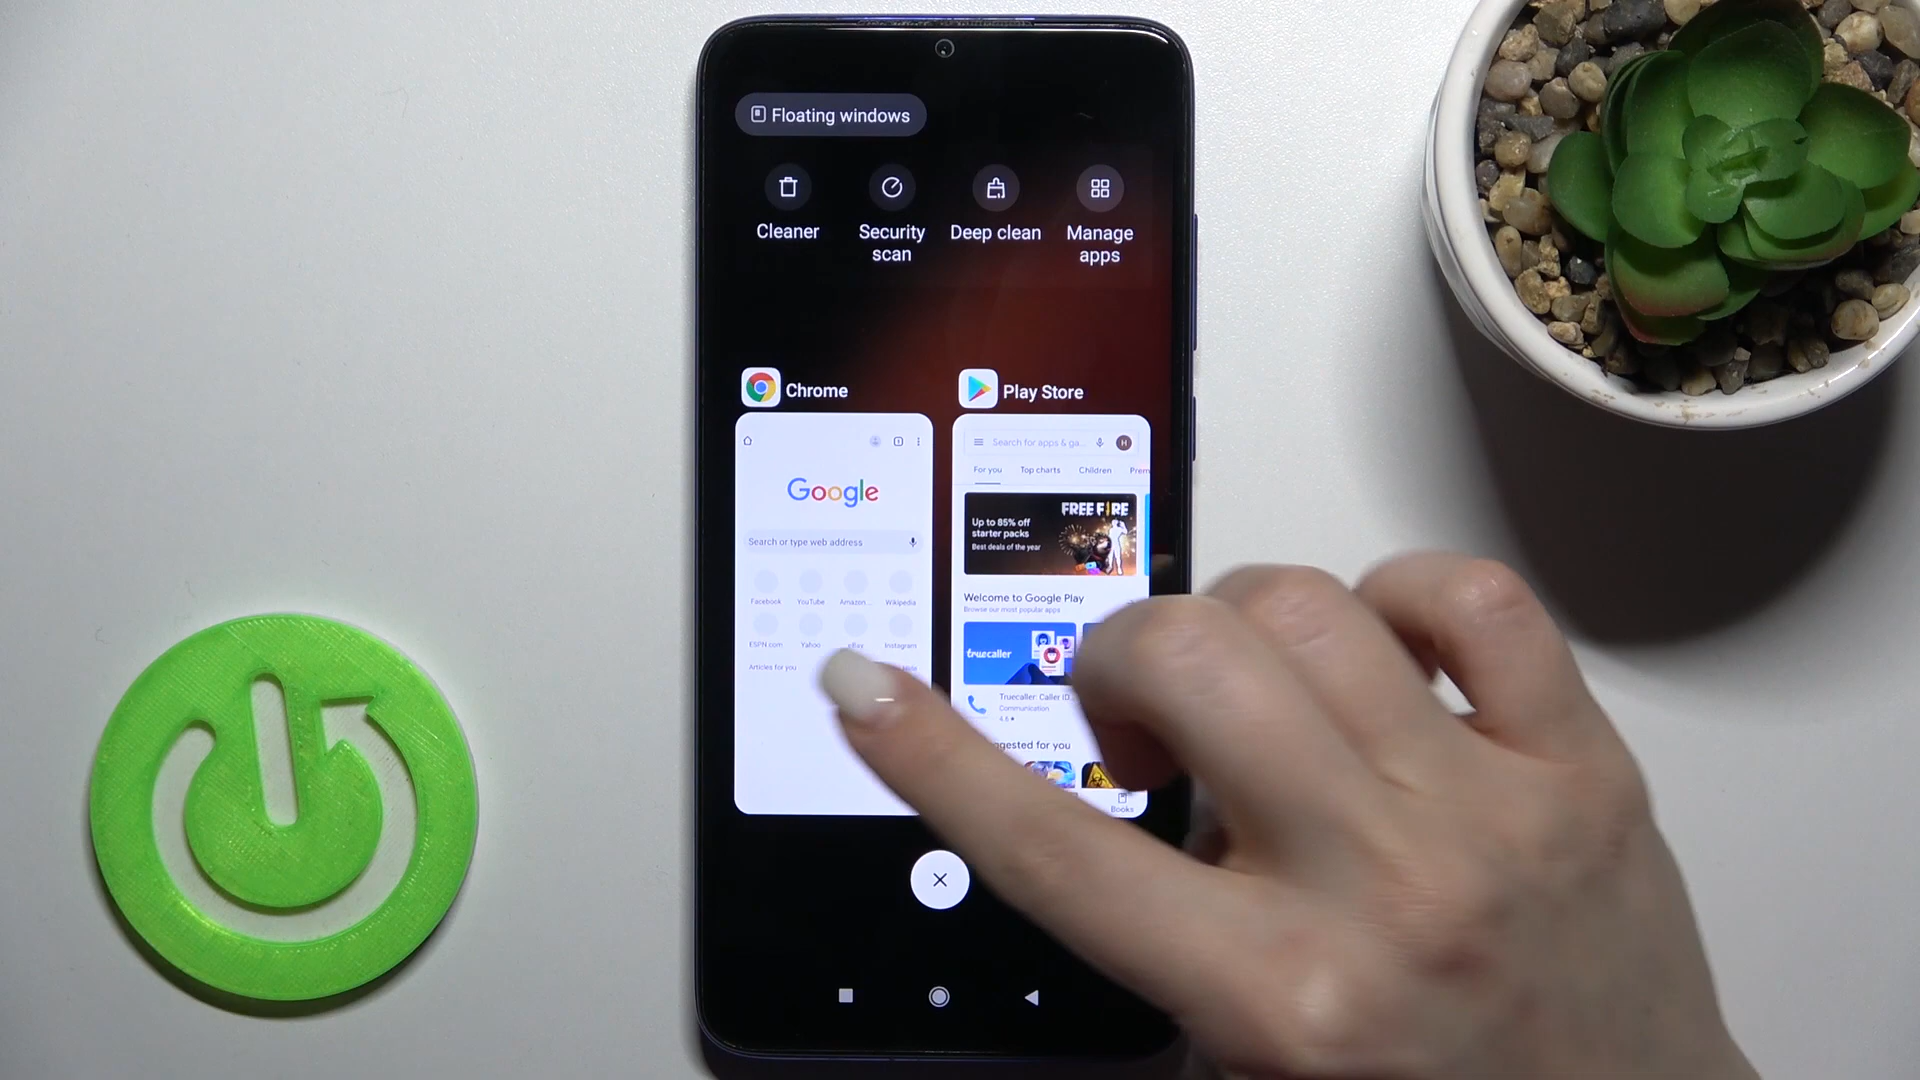 Floating windows
Cleaner
Security scan
Deep clean
Manage apps
Chrome
Play Store
Google
Search or type web address
Facebook
YouTube
Amazon...
Wikipedia
ESPN.com
Yahoo
eBay
Instagram
Articles for you
Search for apps & ga...
H
For you
Top charts
Children
Prem
FREE FIRE
Up to 85% off
starter packs
Best deals of the year
Welcome to Google Play
Browse our most popular apps
truecaller
Truecaller: Caller ID...
Communication
4.6
ggested for you
Books